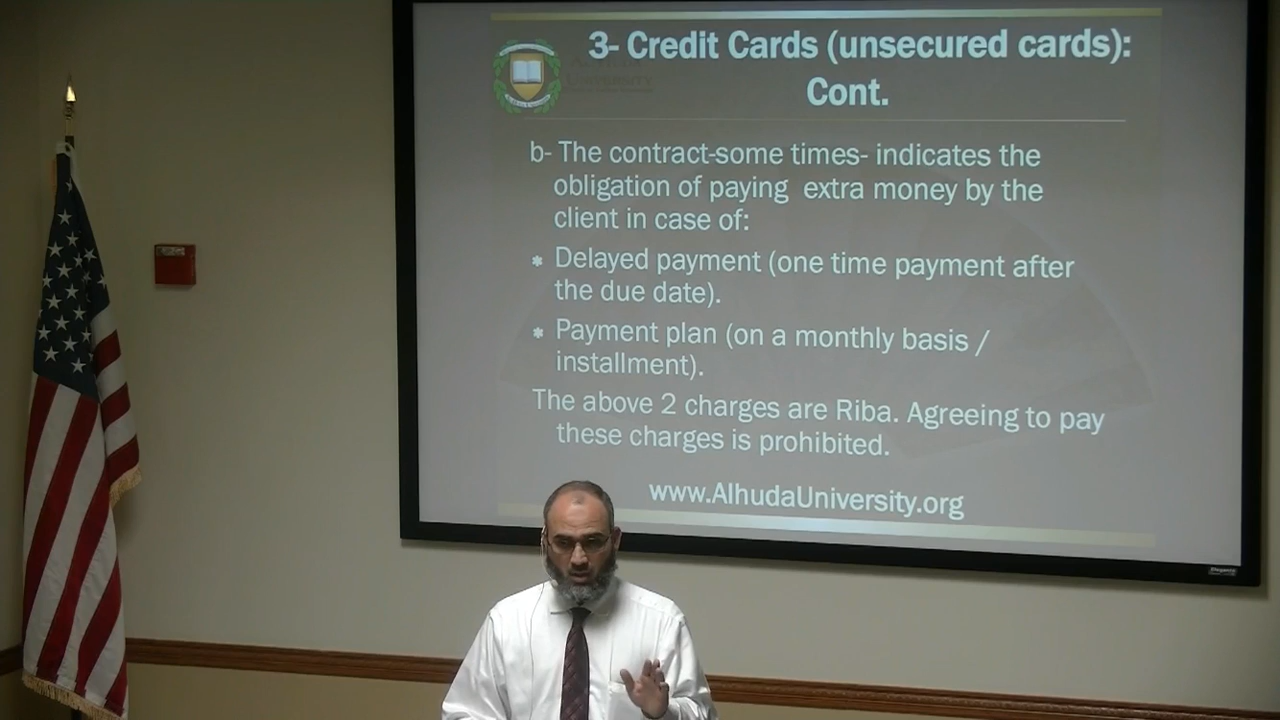 3- Credit Cards (unsecured cards):
Cont.
b- The contract-some times- indicates the
obligation of paying extra money by the
client in case of:
* Delayed payment (one time payment after
the due date).
* Payment plan (on a monthly basis /
installment).
The above 2 charges are Riba. Agreeing to pay
these charges is prohibited.
www.AlhudaUniversity.org